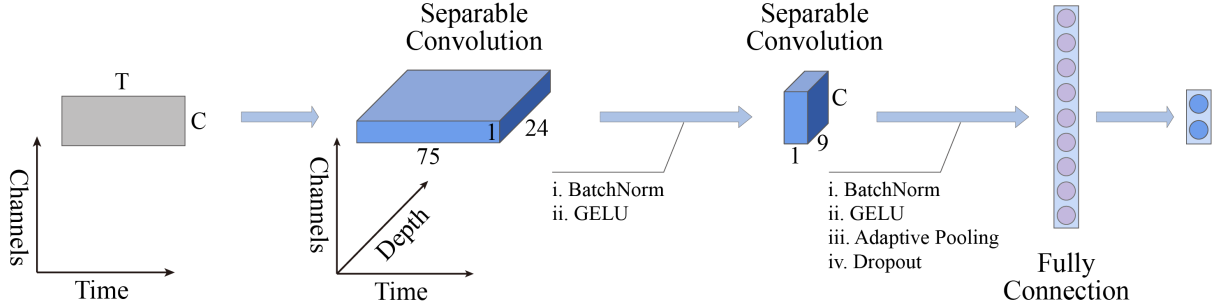 T
C
Channels
Time
Separable
Convolution
1
24
75
Channels
Depth
Time
i. BatchNorm
ii. GELU
Separable
Convolution
C
1
9
i. BatchNorm
ii. GELU
iii. Adaptive Pooling
iv. Dropout
Fully
Connection